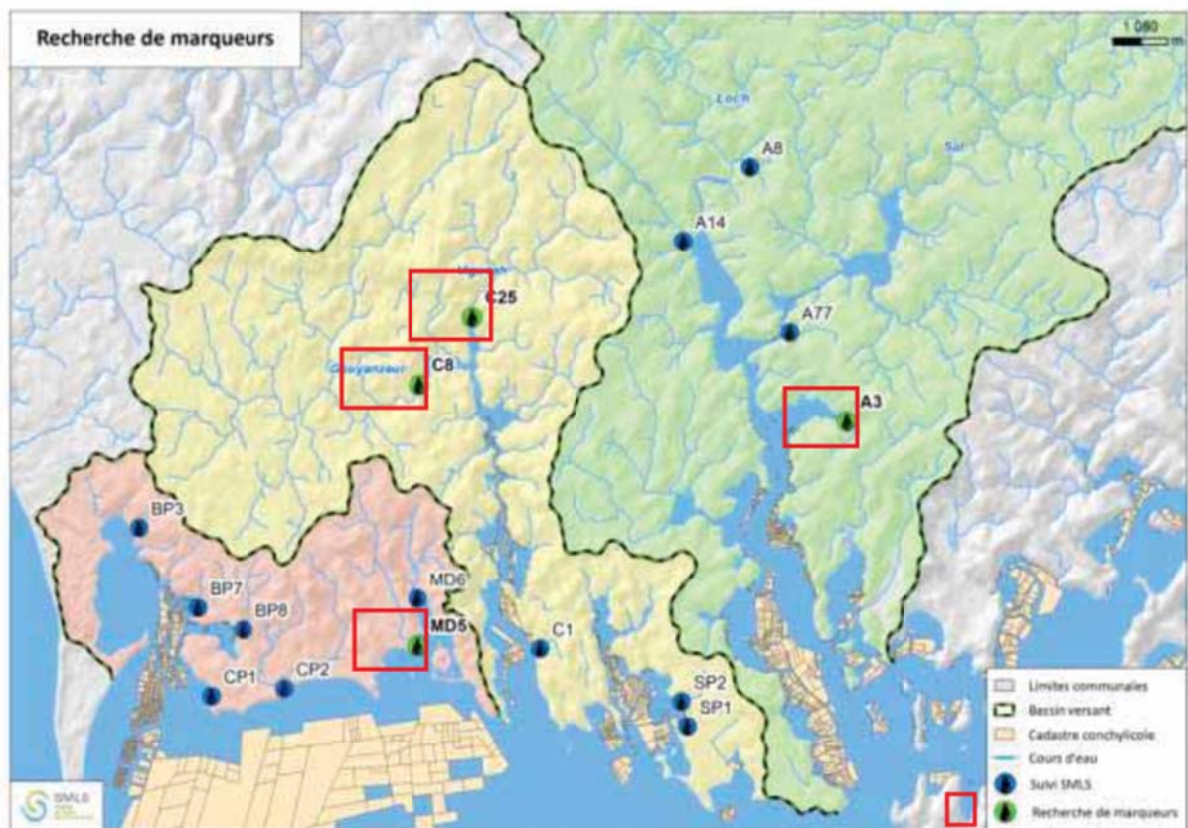 Recherche de marqueurs
1 080
m
Loch
Sal
A8
A14
C25
A77
C8
A3
BP3
BP7
MD6
BP8
MD5
C1
CP1
CP2
SP2
SP1
Limites communales
Bassin versant
Cadastre conchylicole
Cours d'eau
Suivi SMLS
Recherche de marqueurs
SMLS